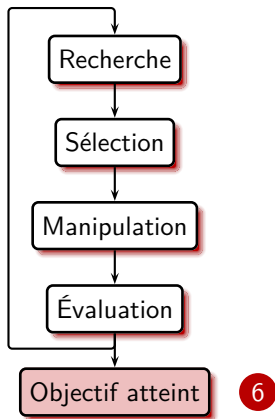 Recherche
Sélection
Manipulation
Évaluation
Objectif atteint 6